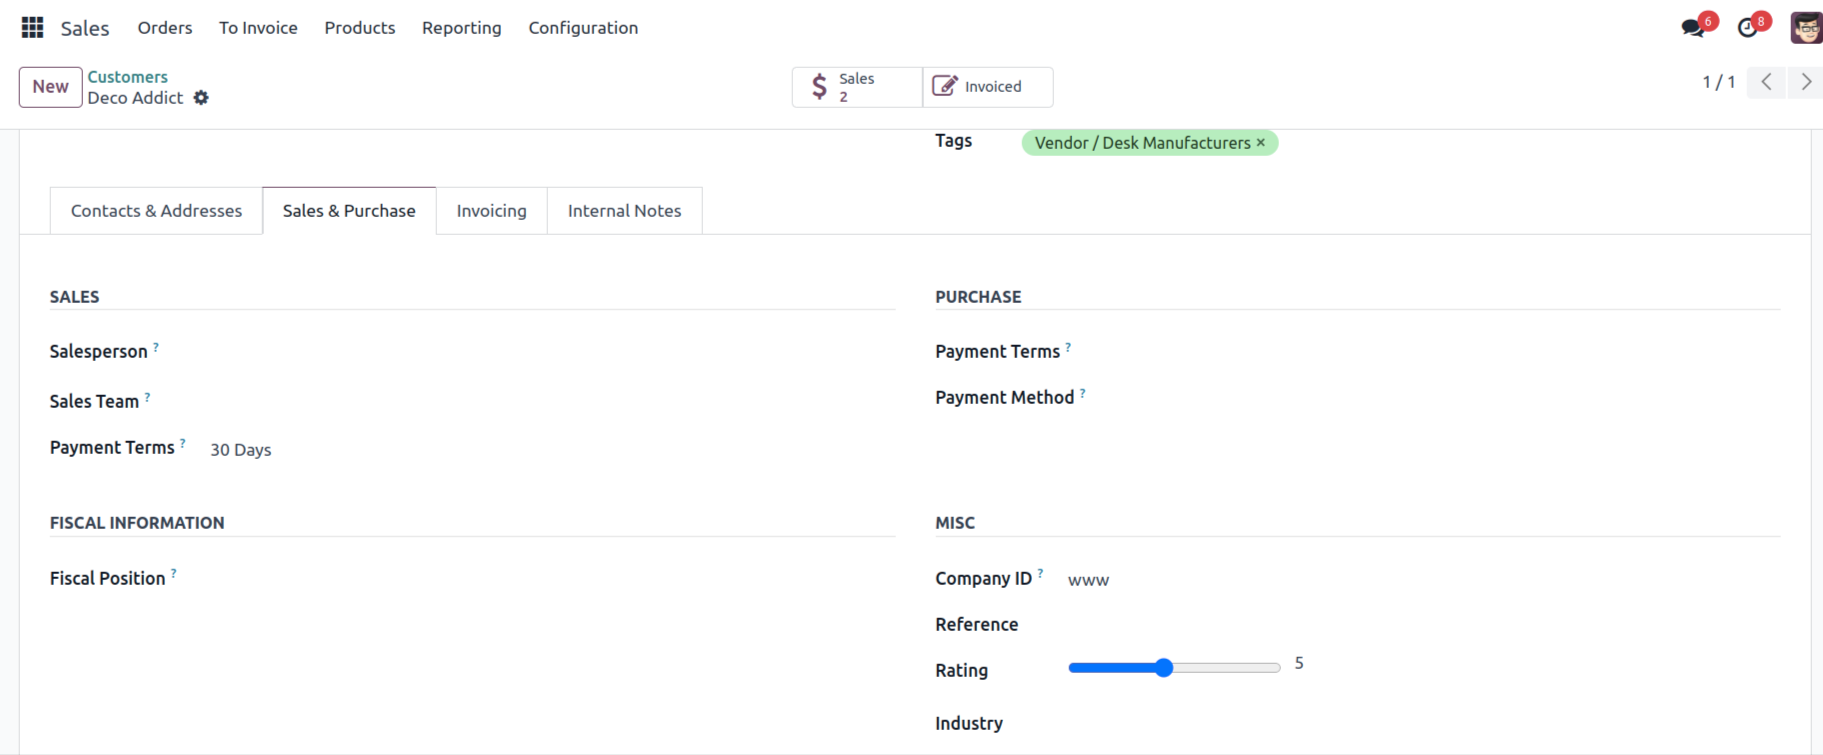 Sales Orders To Invoice Products Reporting Configuration 6 8
New Customers Sales Invoiced 1 / 1
Deco Addict 2
Tags Vendor / Desk Manufacturers ×
Contacts & Addresses Sales & Purchase Invoicing Internal Notes
SALES
Salesperson ?
Sales Team ?
Payment Terms ? 30 Days
PURCHASE
Payment Terms ?
Payment Method ?
FISCAL INFORMATION
Fiscal Position ?
MISC
Company ID ? www
Reference
Rating 5
Industry